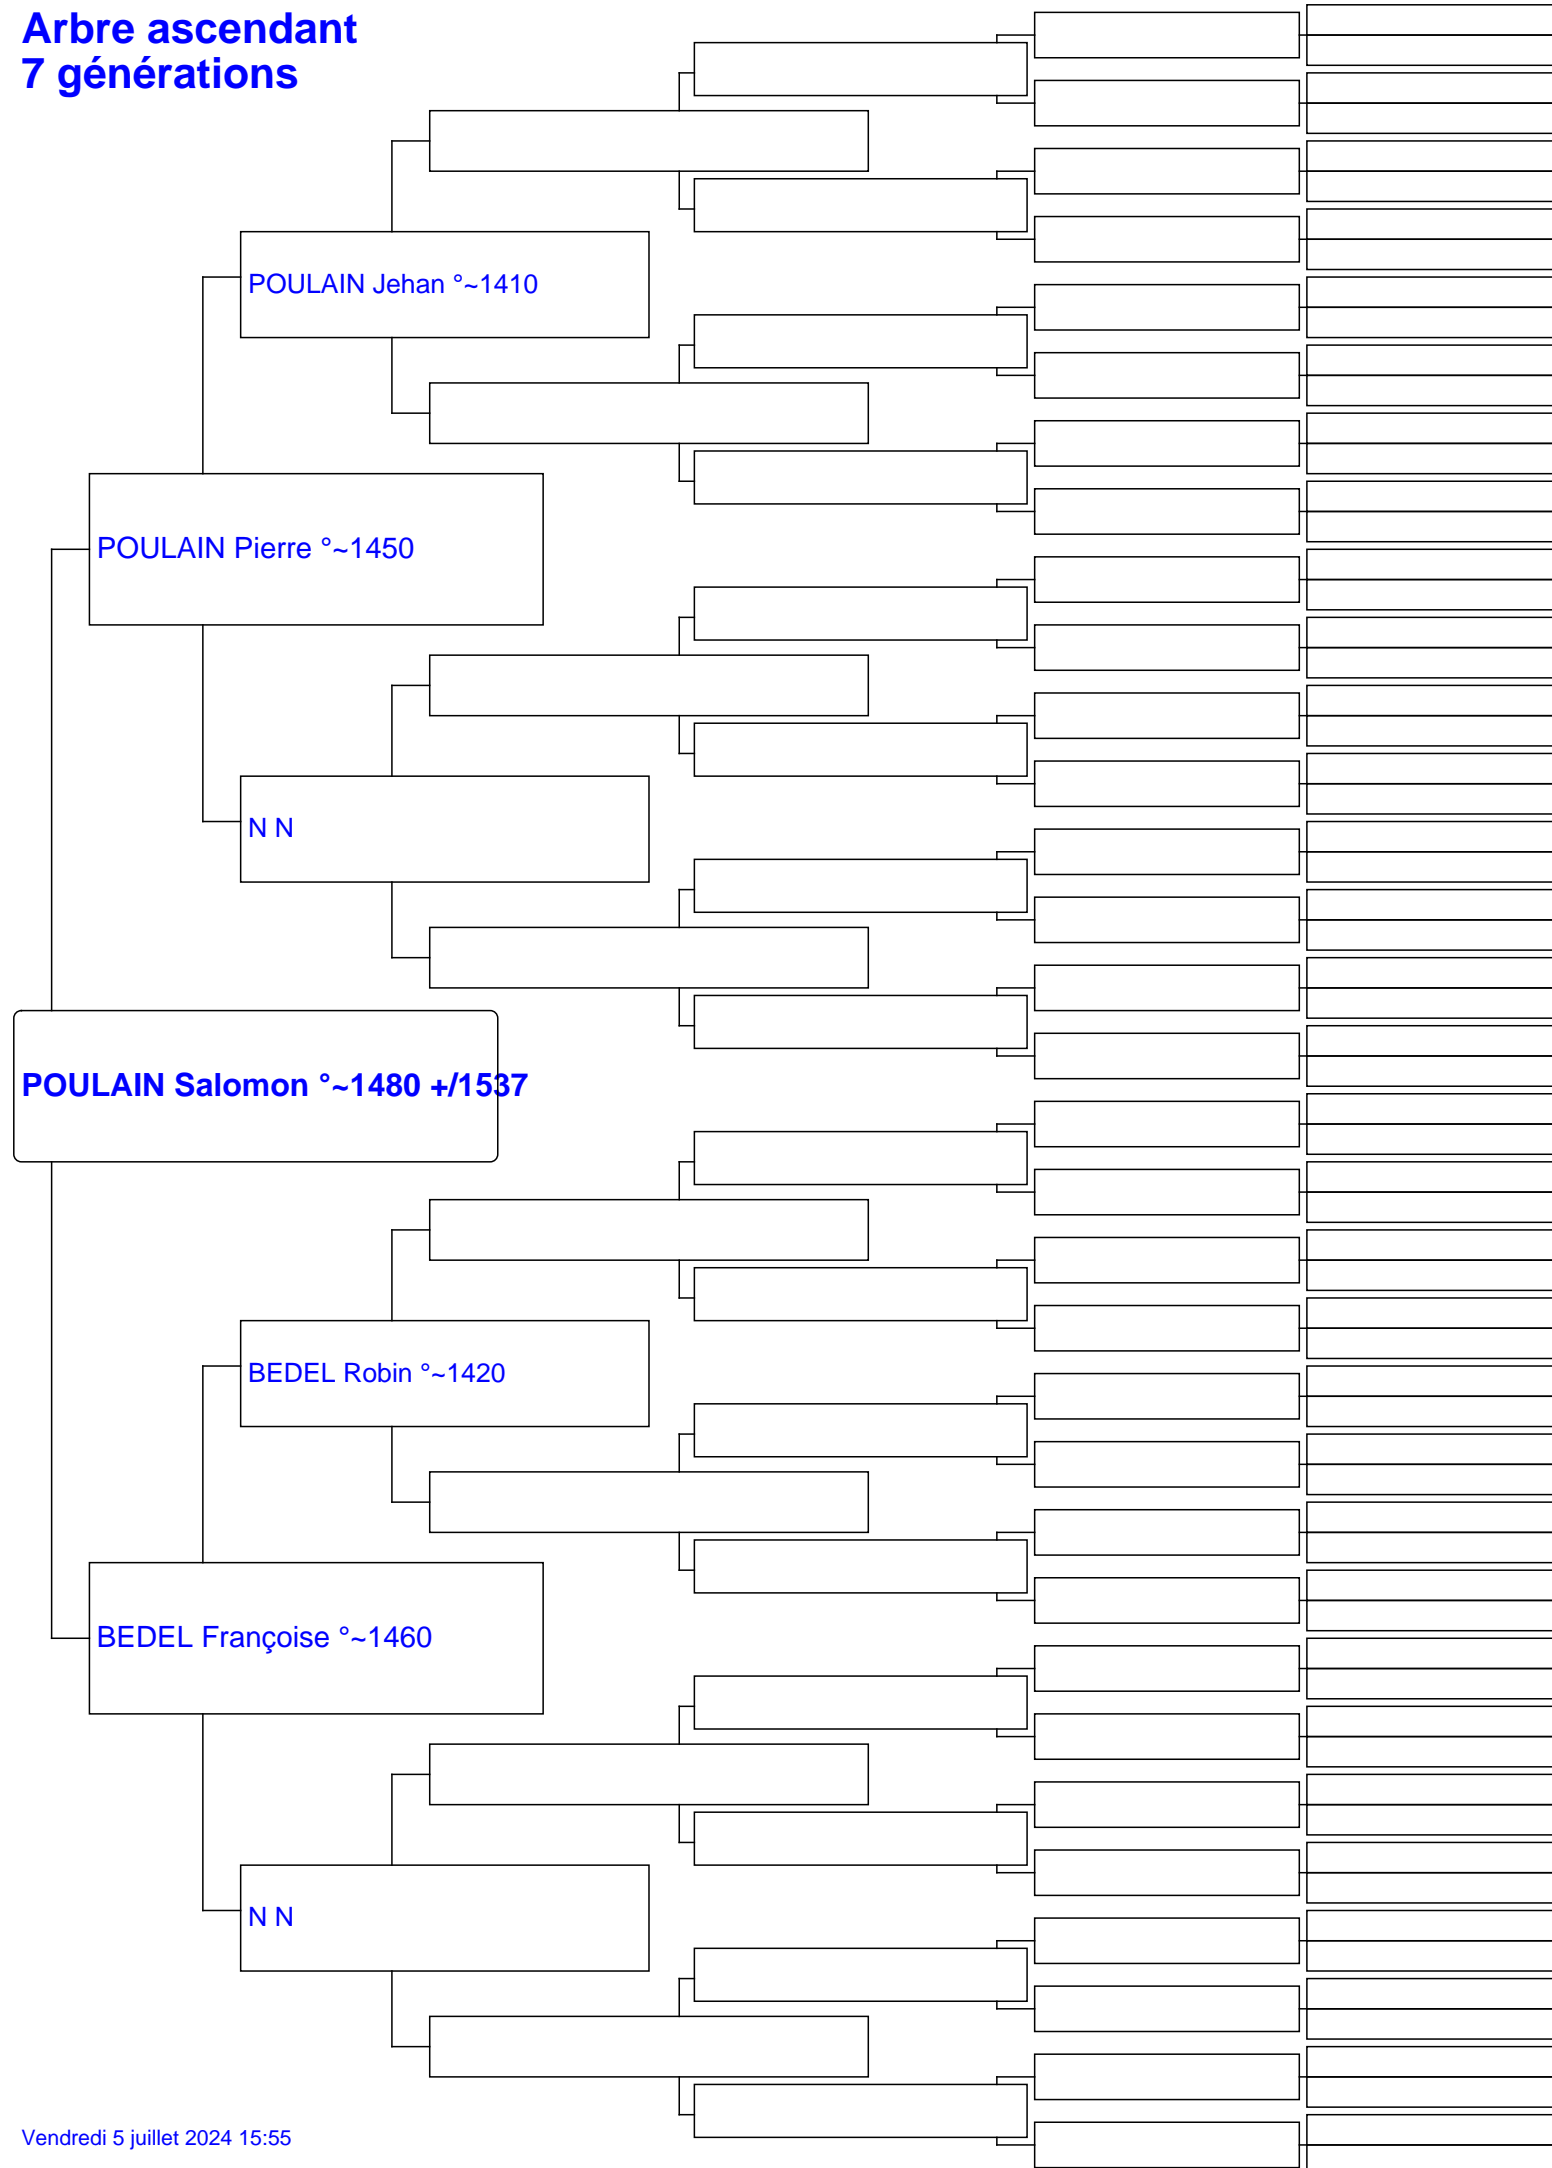 Arbre ascendant
7 générations
POULAIN Jehan °~1410
POULAIN Pierre °~1450
N N
POULAIN Salomon °~1480 +/1537
BEDEL Robin °~1420
BEDEL Françoise °~1460
N N
Vendredi 5 juillet 2024 15:55